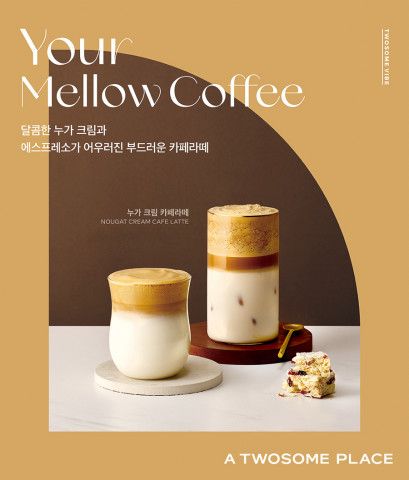 Your
Mellow Coffee
TWOSOME VIBE
달콤한 누가 크림과
에스프레소가 어우러진 부드러운 카페라떼
누가 크림 카페라떼
NOUGAT CREAM CAFE LATTE
A TWOSOME PLACE